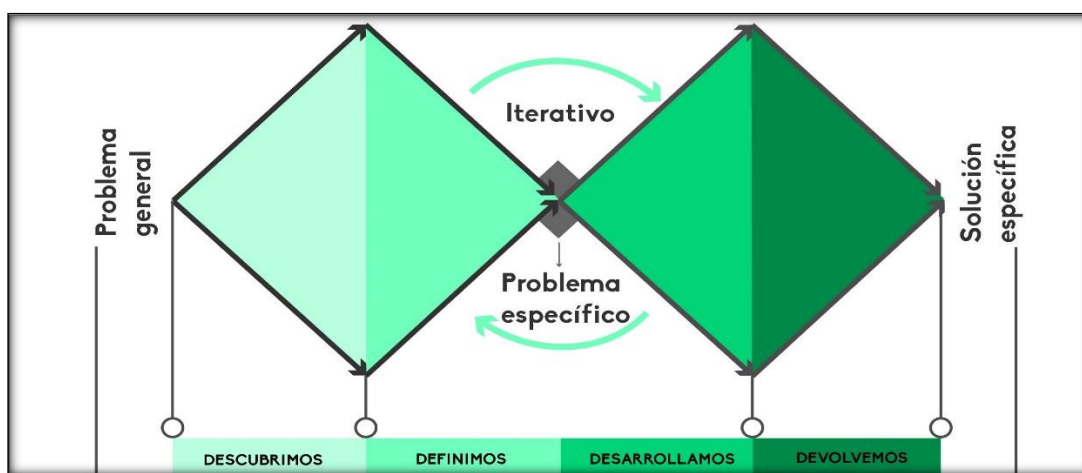 Problema
general
Iterativo
Problema
específico
Solución
específica
DESCUBRIMOS
DEFINIMOS
DESARROLLAMOS
DEVOLVEMOS